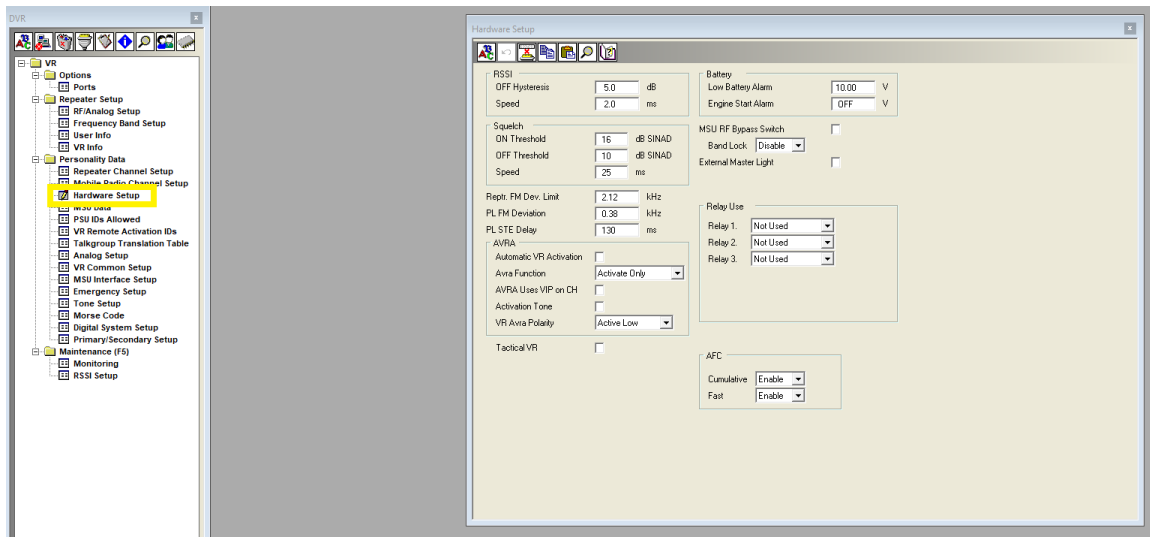 DVR
VR
Options
Ports
Repeater Setup
RF/Analog Setup
Frequency Band Setup
User Info
VR Info
Personality Data
Repeater Channel Setup
Mobile Radio Channel Setup
Hardware Setup
MSU Data
PSU IDs Allowed
VR Remote Activation IDs
Talkgroup Translation Table
Analog Setup
VR Common Setup
MSU Interface Setup
Emergency Setup
Tone Setup
Morse Code
Digital System Setup
Primary/Secondary Setup
Maintenance (F5)
Monitoring
RSSI Setup
Hardware Setup
RSSI
OFF Hysteresis 5.0 dB
Speed 2.0 ms
Squelch
ON Threshold 16 dB SINAD
OFF Threshold 10 dB SINAD
Speed 25 ms
Reptr. FM Dev. Limit 2.12 kHz
PL FM Deviation 0.38 kHz
PL STE Delay 130 ms
AVRA
Automatic VR Activation
Avra Function Activate Only
AVRA Uses VIP on CH
Activation Tone
VR Avra Polarity Active Low
Tactical VR
Battery
Low Battery Alarm 10.00 V
Engine Start Alarm OFF V
MSU RF Bypass Switch
Band Lock Disable
External Master Light
Relay Use
Relay 1. Not Used
Relay 2. Not Used
Relay 3. Not Used
AFC
Cumulative Enable
Fast Enable